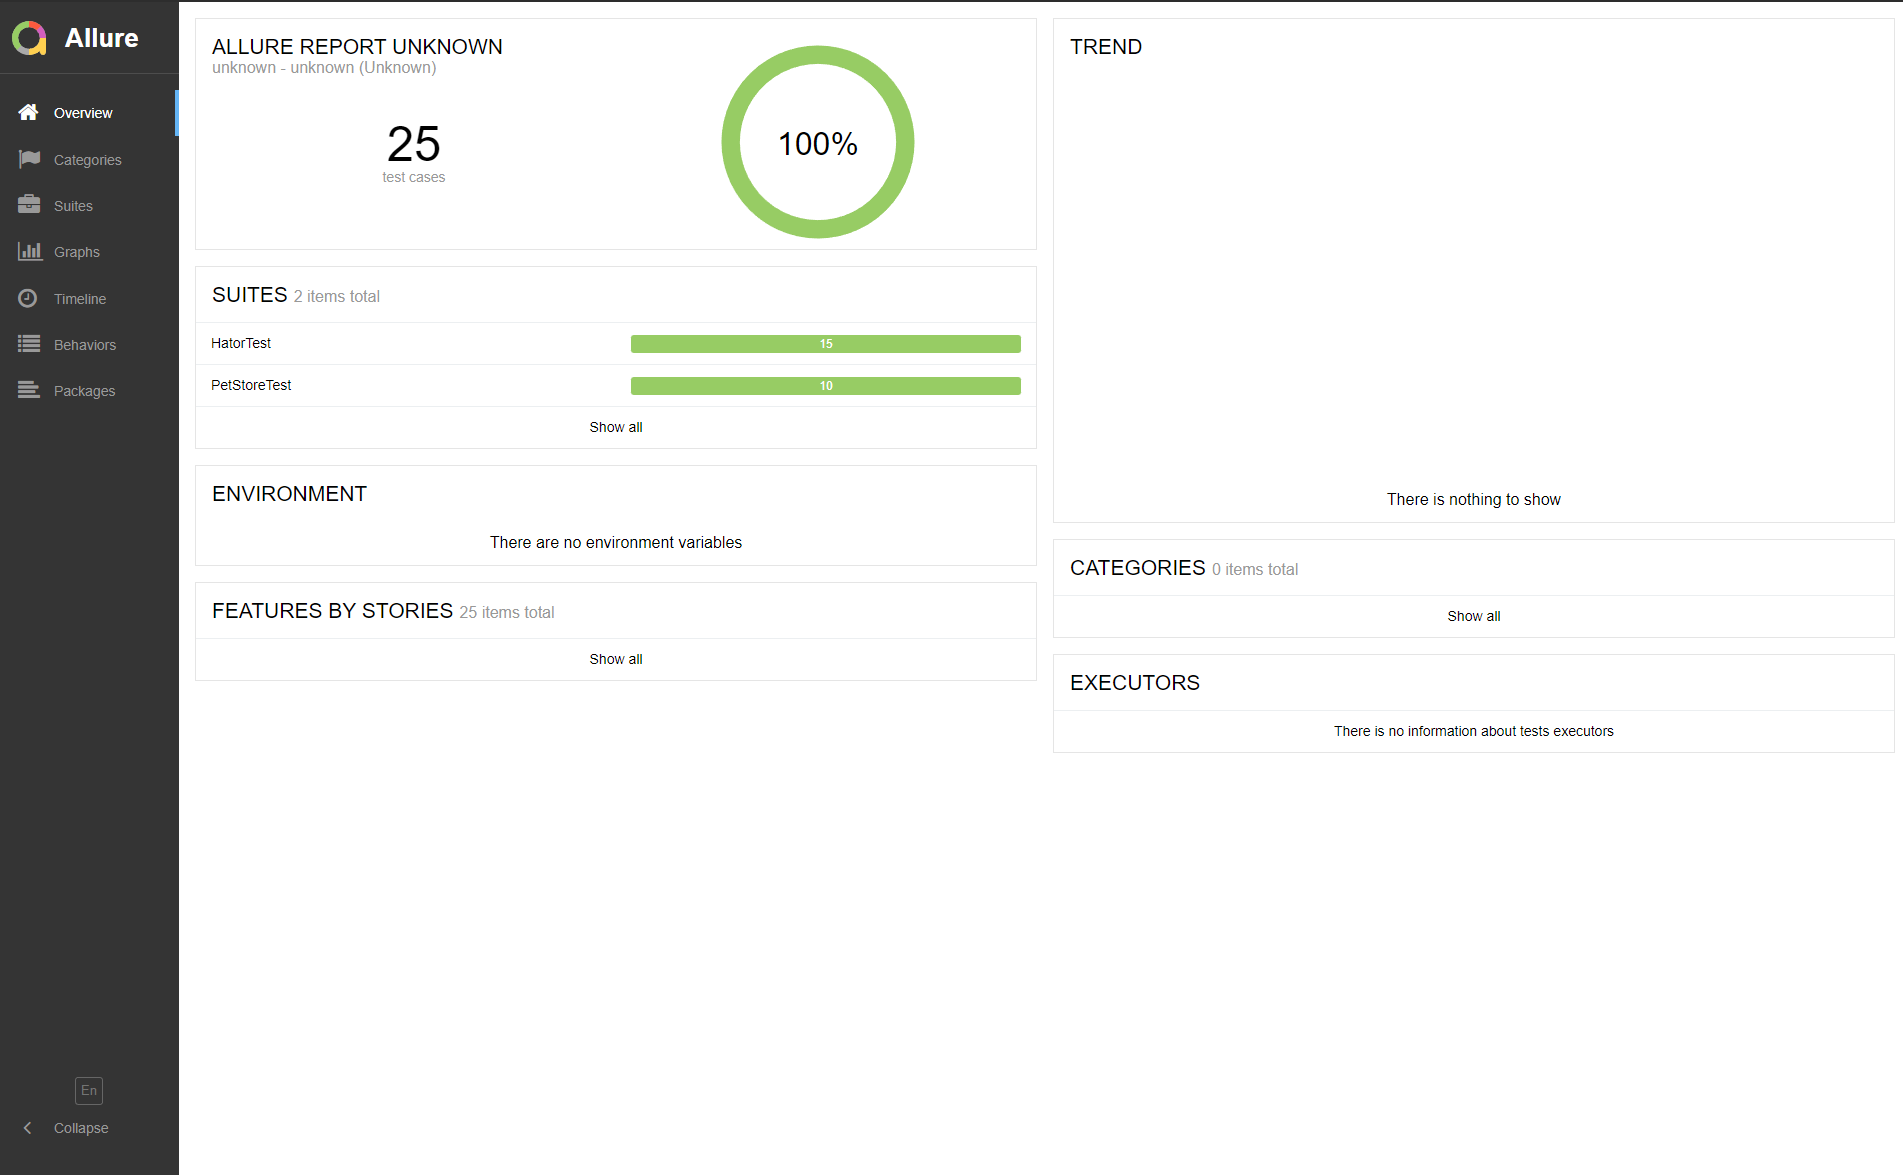 Allure
Overview
Categories
Suites
Graphs
Timeline
Behaviors
Packages
En
Collapse
ALLURE REPORT UNKNOWN
unknown - unknown (Unknown)
25
test cases
100%
SUITES 2 items total
HatorTest 15
PetStoreTest 10
Show all
ENVIRONMENT
There are no environment variables
FEATURES BY STORIES 25 items total
Show all
TREND
There is nothing to show
CATEGORIES 0 items total
Show all
EXECUTORS
There is no information about tests executors